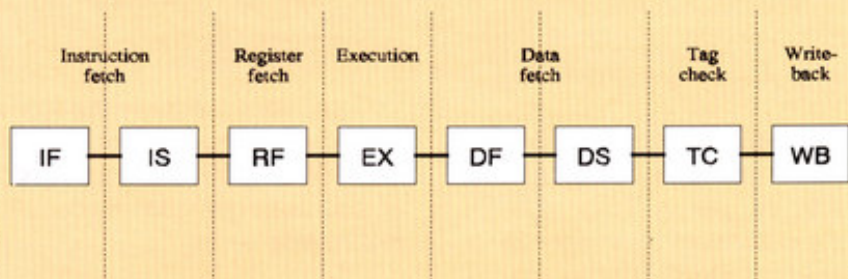 Instruction
fetch
Register
fetch
Execution
Data
fetch
Tag
check
Write-
back
IF
IS
RF
EX
DF
DS
TC
WB